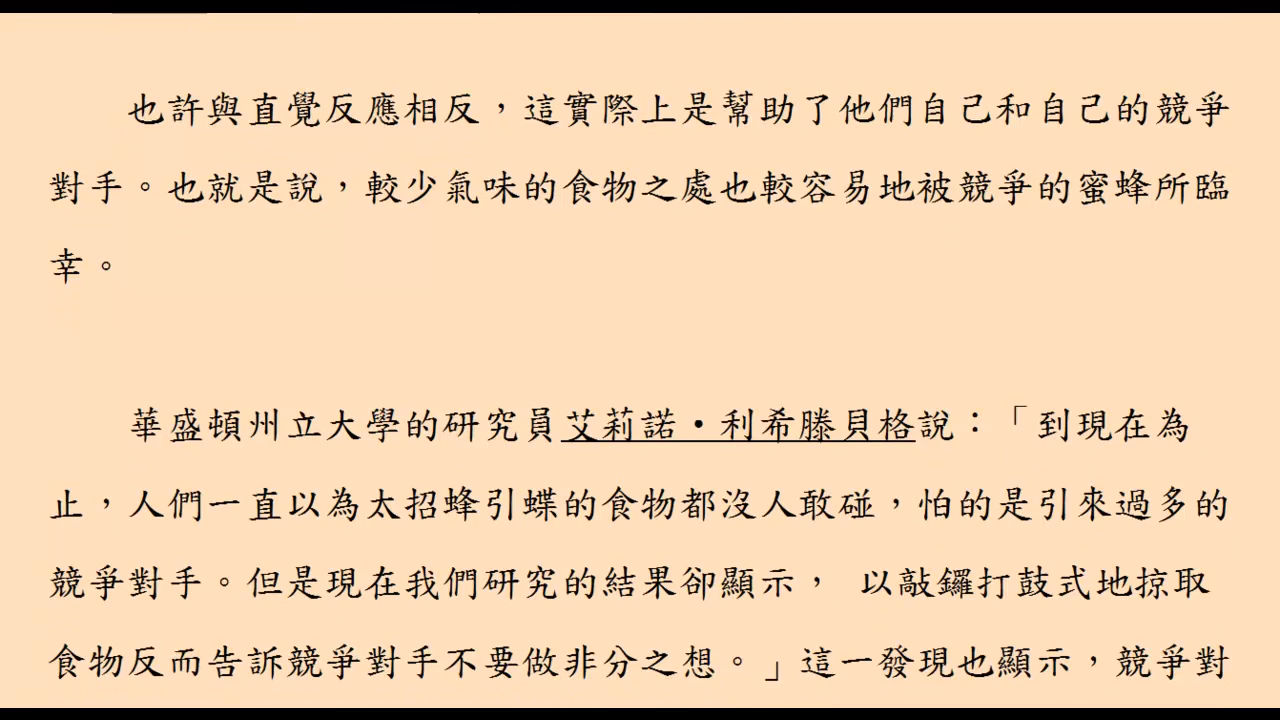 也許與直覺反應相反，這實際上是幫助了他們自己和自己的競爭
對手。也就是說，較少氣味的食物之處也較容易地被競爭的蜜蜂所臨
幸。
華盛頓州立大學的研究員艾莉諾•利希滕貝格說：「到現在為
止，人們一直以為太招蜂引蝶的食物都沒人敢碰，怕的是引來過多的
競爭對手。但是現在我們研究的結果卻顯示， 以敲鑼打鼓式地掠取
食物反而告訴競爭對手不要做非分之想。」這一發現也顯示，競爭對